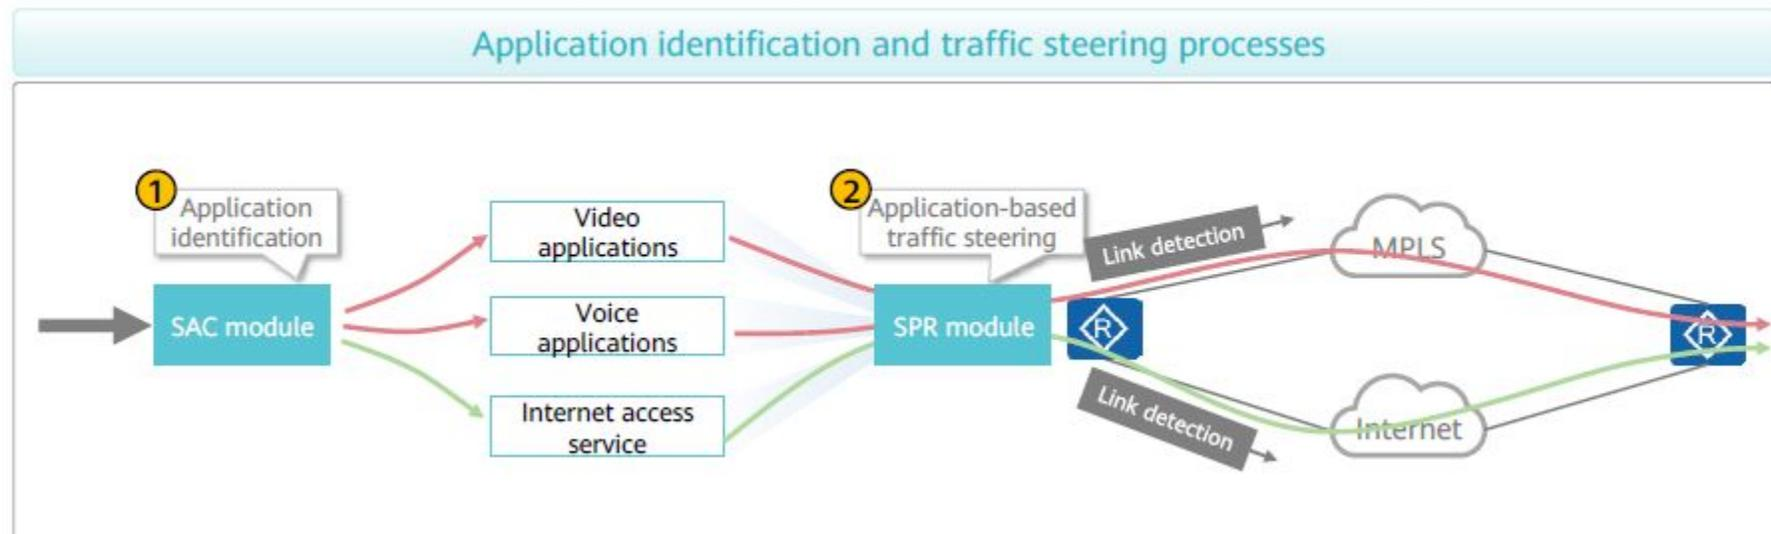 Application identification and traffic steering processes
1
Application
identification
SAC module
Video
applications
Voice
applications
Internet access
service
2
Application-based
traffic steering
SPR module
Link detection
MPLS
R
R
Link detection
Internet